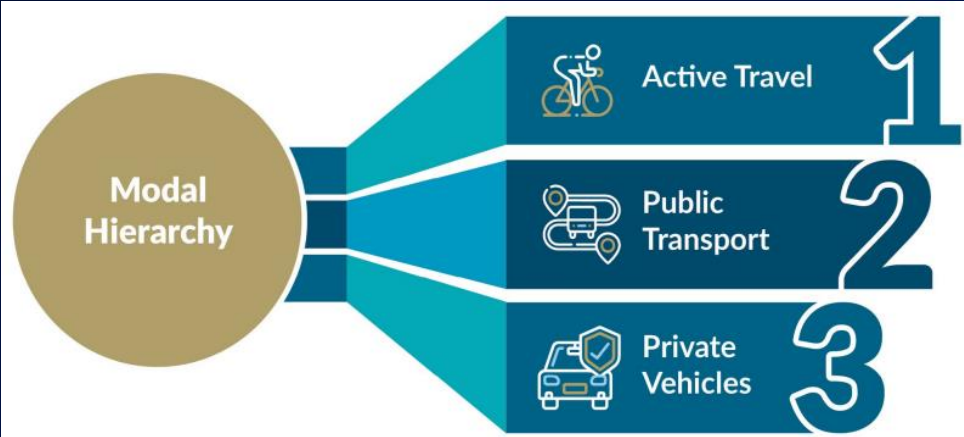 Modal
Hierarchy
Active Travel
1
Public
Transport
2
Private
Vehicles
3